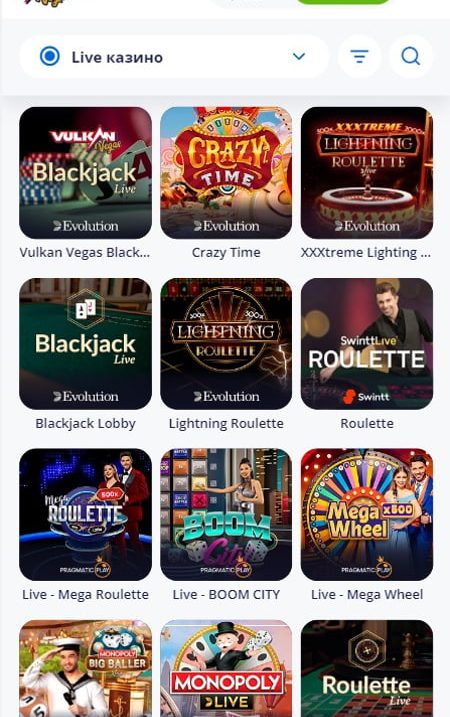 Live казино
VULKAN
Vegas
Blackjack
Live
Evolution
CRAZY
TIME
Evolution
XXXTREME
LIGHTNING
ROULETTE
live
Evolution
Vulkan Vegas Black...
Crazy Time
XXXtreme Lighting ...
Blackjack
Live
Evolution
500x
500x
LIGHTNING
ROULETTE
Evolution
SwinttLive
ROULETTE
Swintt
Blackjack Lobby
Lightning Roulette
Roulette
Mega
500x
ROULETTE
PRAGMATIC PLAY
BOOM
City
PRAGMATIC PLAY
Mega
Wheel
x500
PRAGMATIC PLAY
Live - Mega Roulette
Live - BOOM CITY
Live - Mega Wheel
MONOPOLY
BIG BALLER
MONOPOLY
LIVE
Roulette
Live